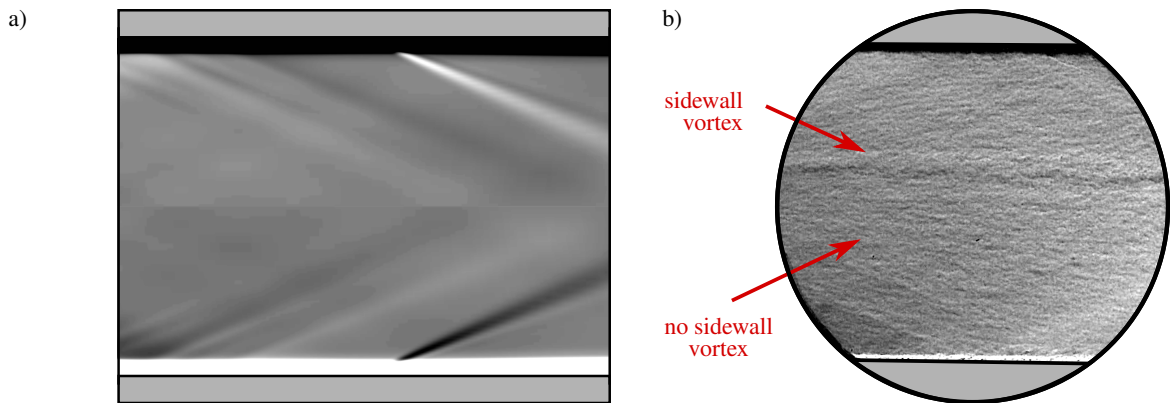 a)
b)
sidewall
vortex
no sidewall
vortex